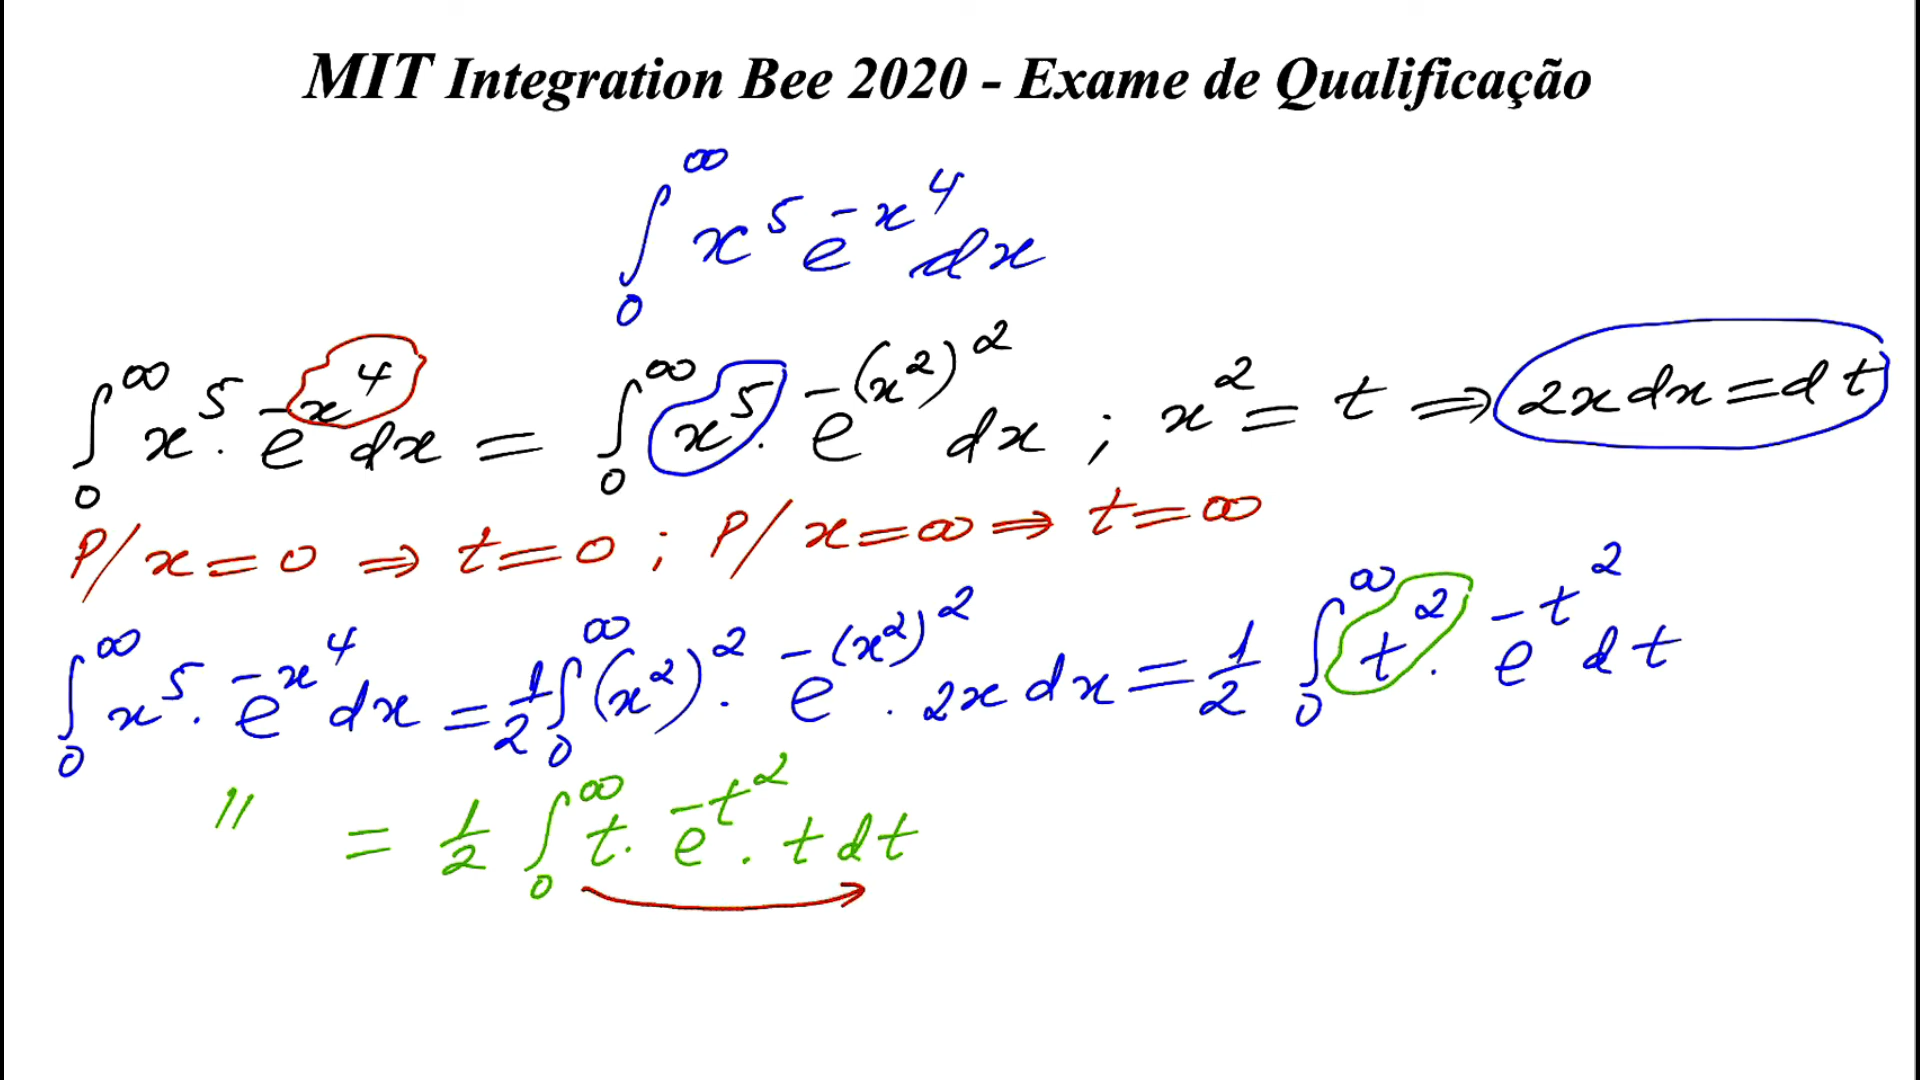 MIT Integration Bee 2020 - Exame de Qualificação
∫₀^∞ x⁵ e^(-x⁴) dx
∫₀^∞ x⁵ · e^(-x⁴) dx = ∫₀^∞ x⁵ · e^(-(x²)²) dx ; x² = t ⇒ 2x dx = dt
P/ x = 0 ⇒ t = 0 ; P/ x = ∞ ⇒ t = ∞
∫₀^∞ x⁵ · e^(-x⁴) dx = 1/2 ∫₀^∞ (x²)² · e^(-(x²)²) · 2x dx = 1/2 ∫₀^∞ t² · e^(-t²) dt
〃 = 1/2 ∫₀^∞ t · e^(-t²) · t dt